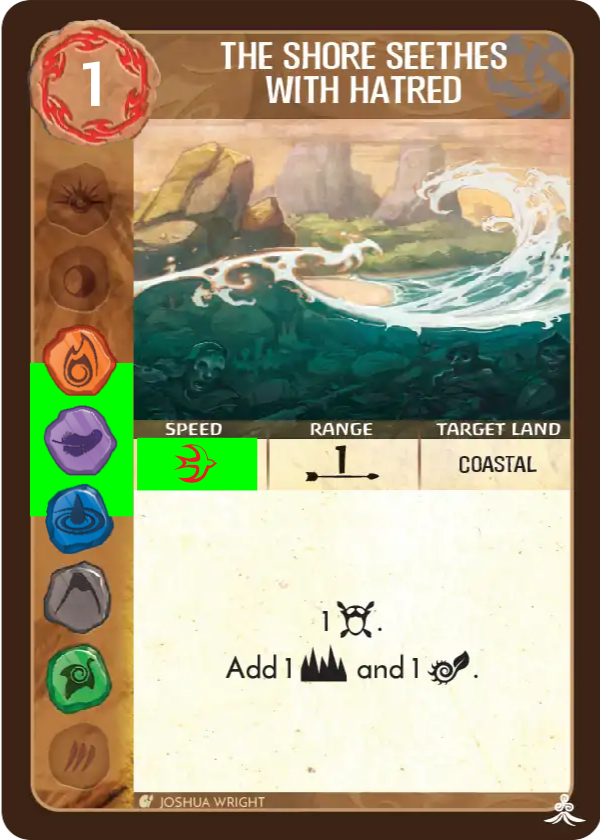 1
THE SHORE SEETHES
WITH HATRED
SPEED RANGE TARGET LAND
1 COASTAL
1 .
Add 1 and 1 .
JOSHUA WRIGHT